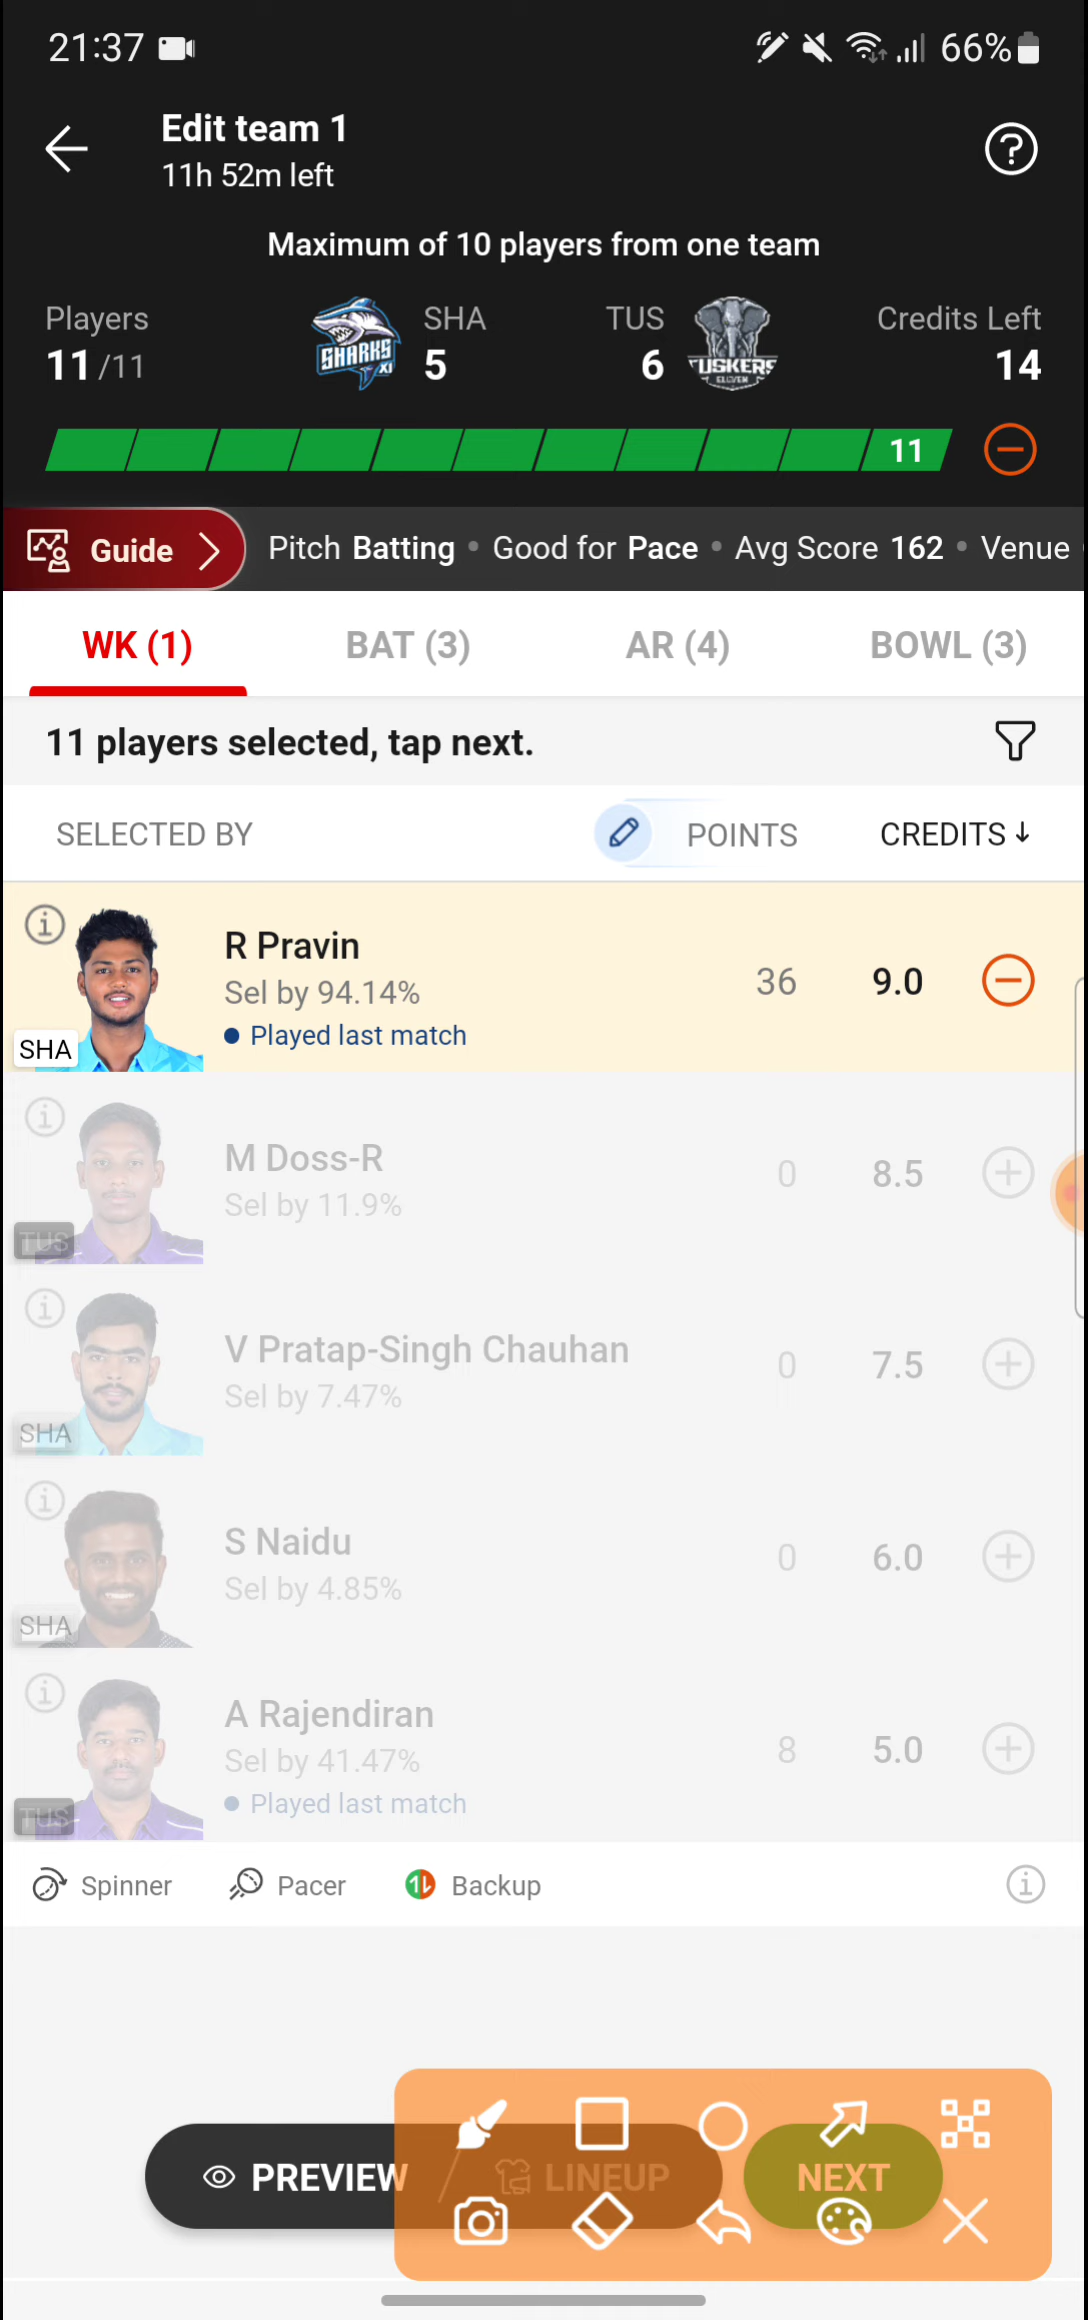 21:37
66%
Edit team 1
11h 52m left
Maximum of 10 players from one team
Players
11 /11
SHARKS XI
SHA
5
TUS
6
TUSKERS
ELEVEN
Credits Left
14
11
Guide
Pitch Batting • Good for Pace • Avg Score 162 • Venue
WK (1)
BAT (3)
AR (4)
BOWL (3)
11 players selected, tap next.
SELECTED BY
POINTS
CREDITS ↓
R Pravin
Sel by 94.14%
• Played last match
SHA
36
9.0
M Doss-R
Sel by 11.9%
TUS
0
8.5
V Pratap-Singh Chauhan
Sel by 7.47%
SHA
0
7.5
S Naidu
Sel by 4.85%
SHA
0
6.0
A Rajendiran
Sel by 41.47%
• Played last match
TUS
8
5.0
Spinner
Pacer
Backup
PREVIEW
LINEUP
NEXT